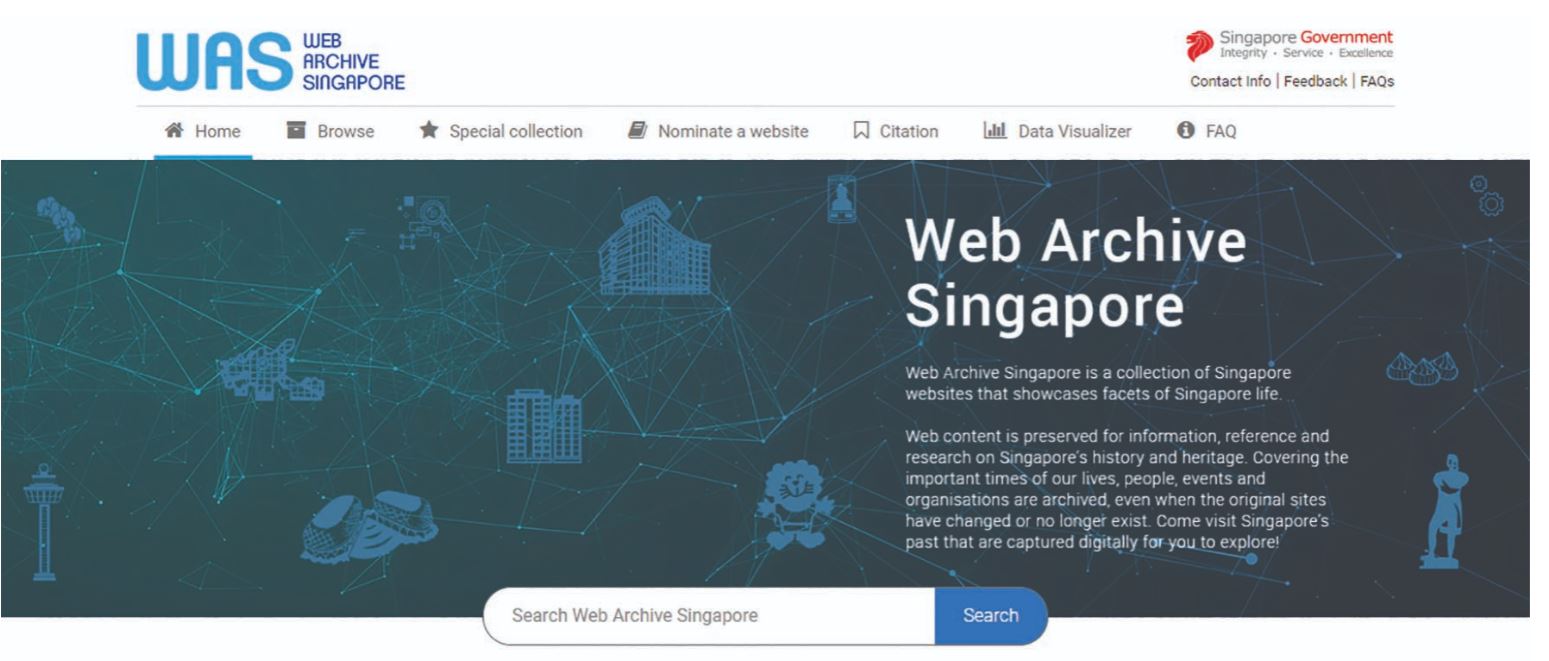 WAS WEB
ARCHIVE
SINGAPORE
Singapore Government
Integrity · Service · Excellence
Contact Info | Feedback | FAQs
Home Browse Special collection Nominate a website Citation Data Visualizer FAQ
Web Archive
Singapore
Web Archive Singapore is a collection of Singapore
websites that showcases facets of Singapore life.
Web content is preserved for information, reference and
research on Singapore's history and heritage. Covering the
important times of our lives, people, events and
organisations are archived, even when the original sites
have changed or no longer exist. Come visit Singapore's
past that are captured digitally for you to explore!
Search Web Archive Singapore Search